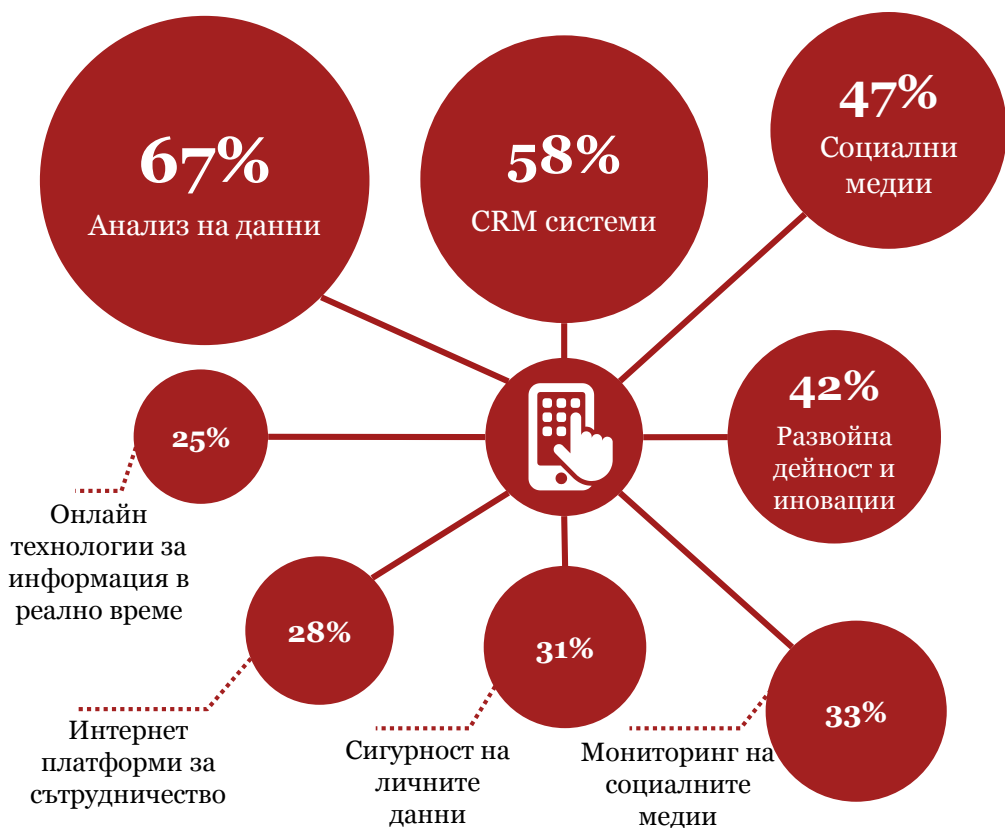 67%
Анализ на данни
58%
CRM системи
47%
Социални
медии
42%
Развойна
дейност и
иновации
25%
Онлайн
технологии за
информация в
реално време
28%
Интернет
платформи за
сътрудничество
31%
Сигурност на
личните
данни
33%
Мониторинг на
социалните
медии